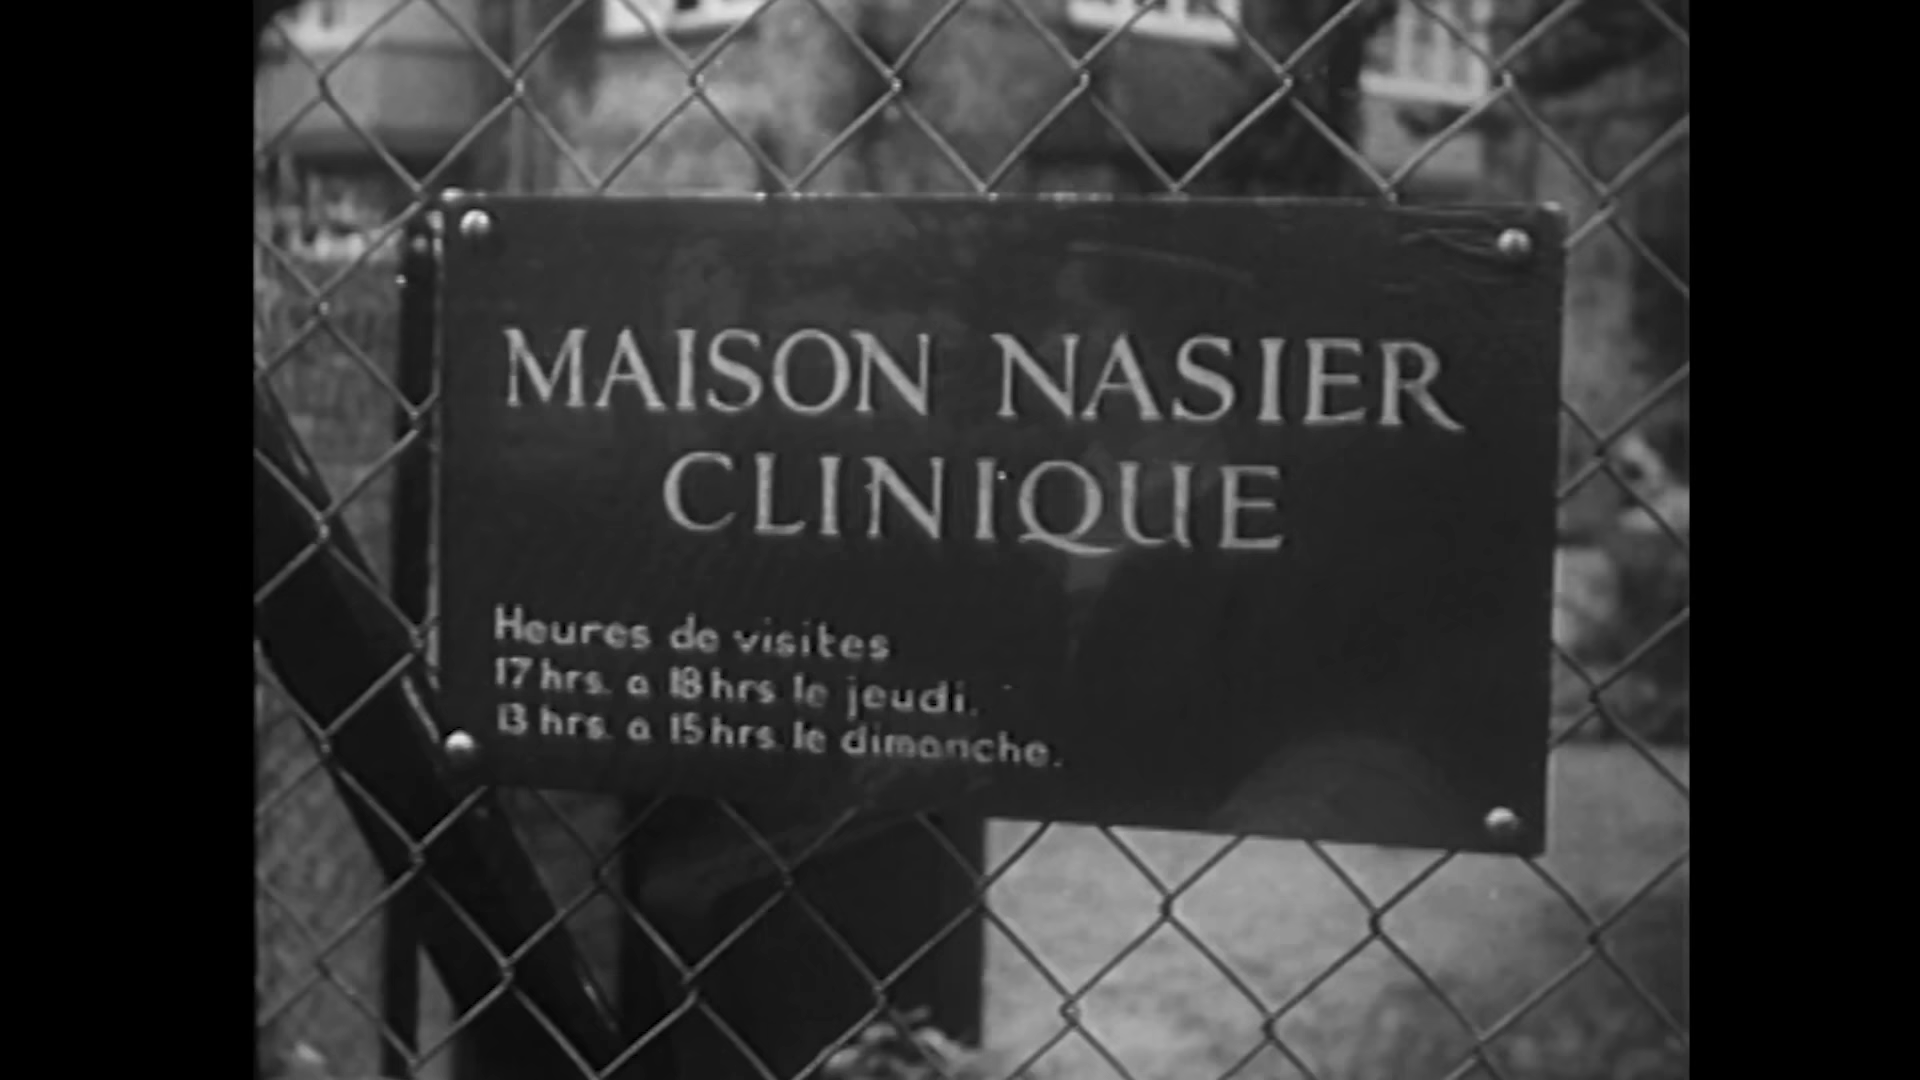 MAISON NASIER
CLINIQUE
Heures de visites
17 hrs. a 18 hrs. le jeudi.
13 hrs. a 15 hrs. le dimanche.